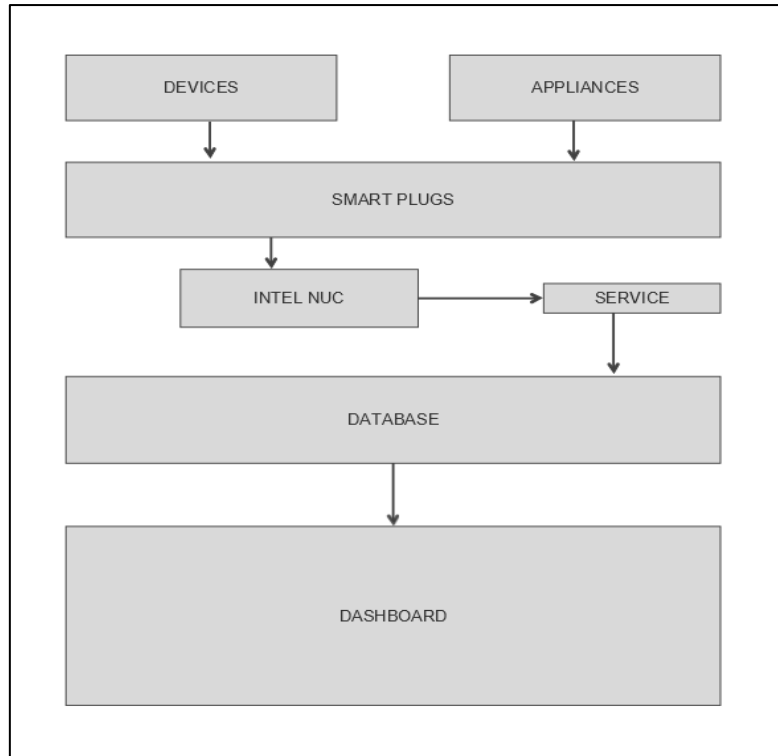 DEVICES
APPLIANCES
SMART PLUGS
INTEL NUC
SERVICE
DATABASE
DASHBOARD